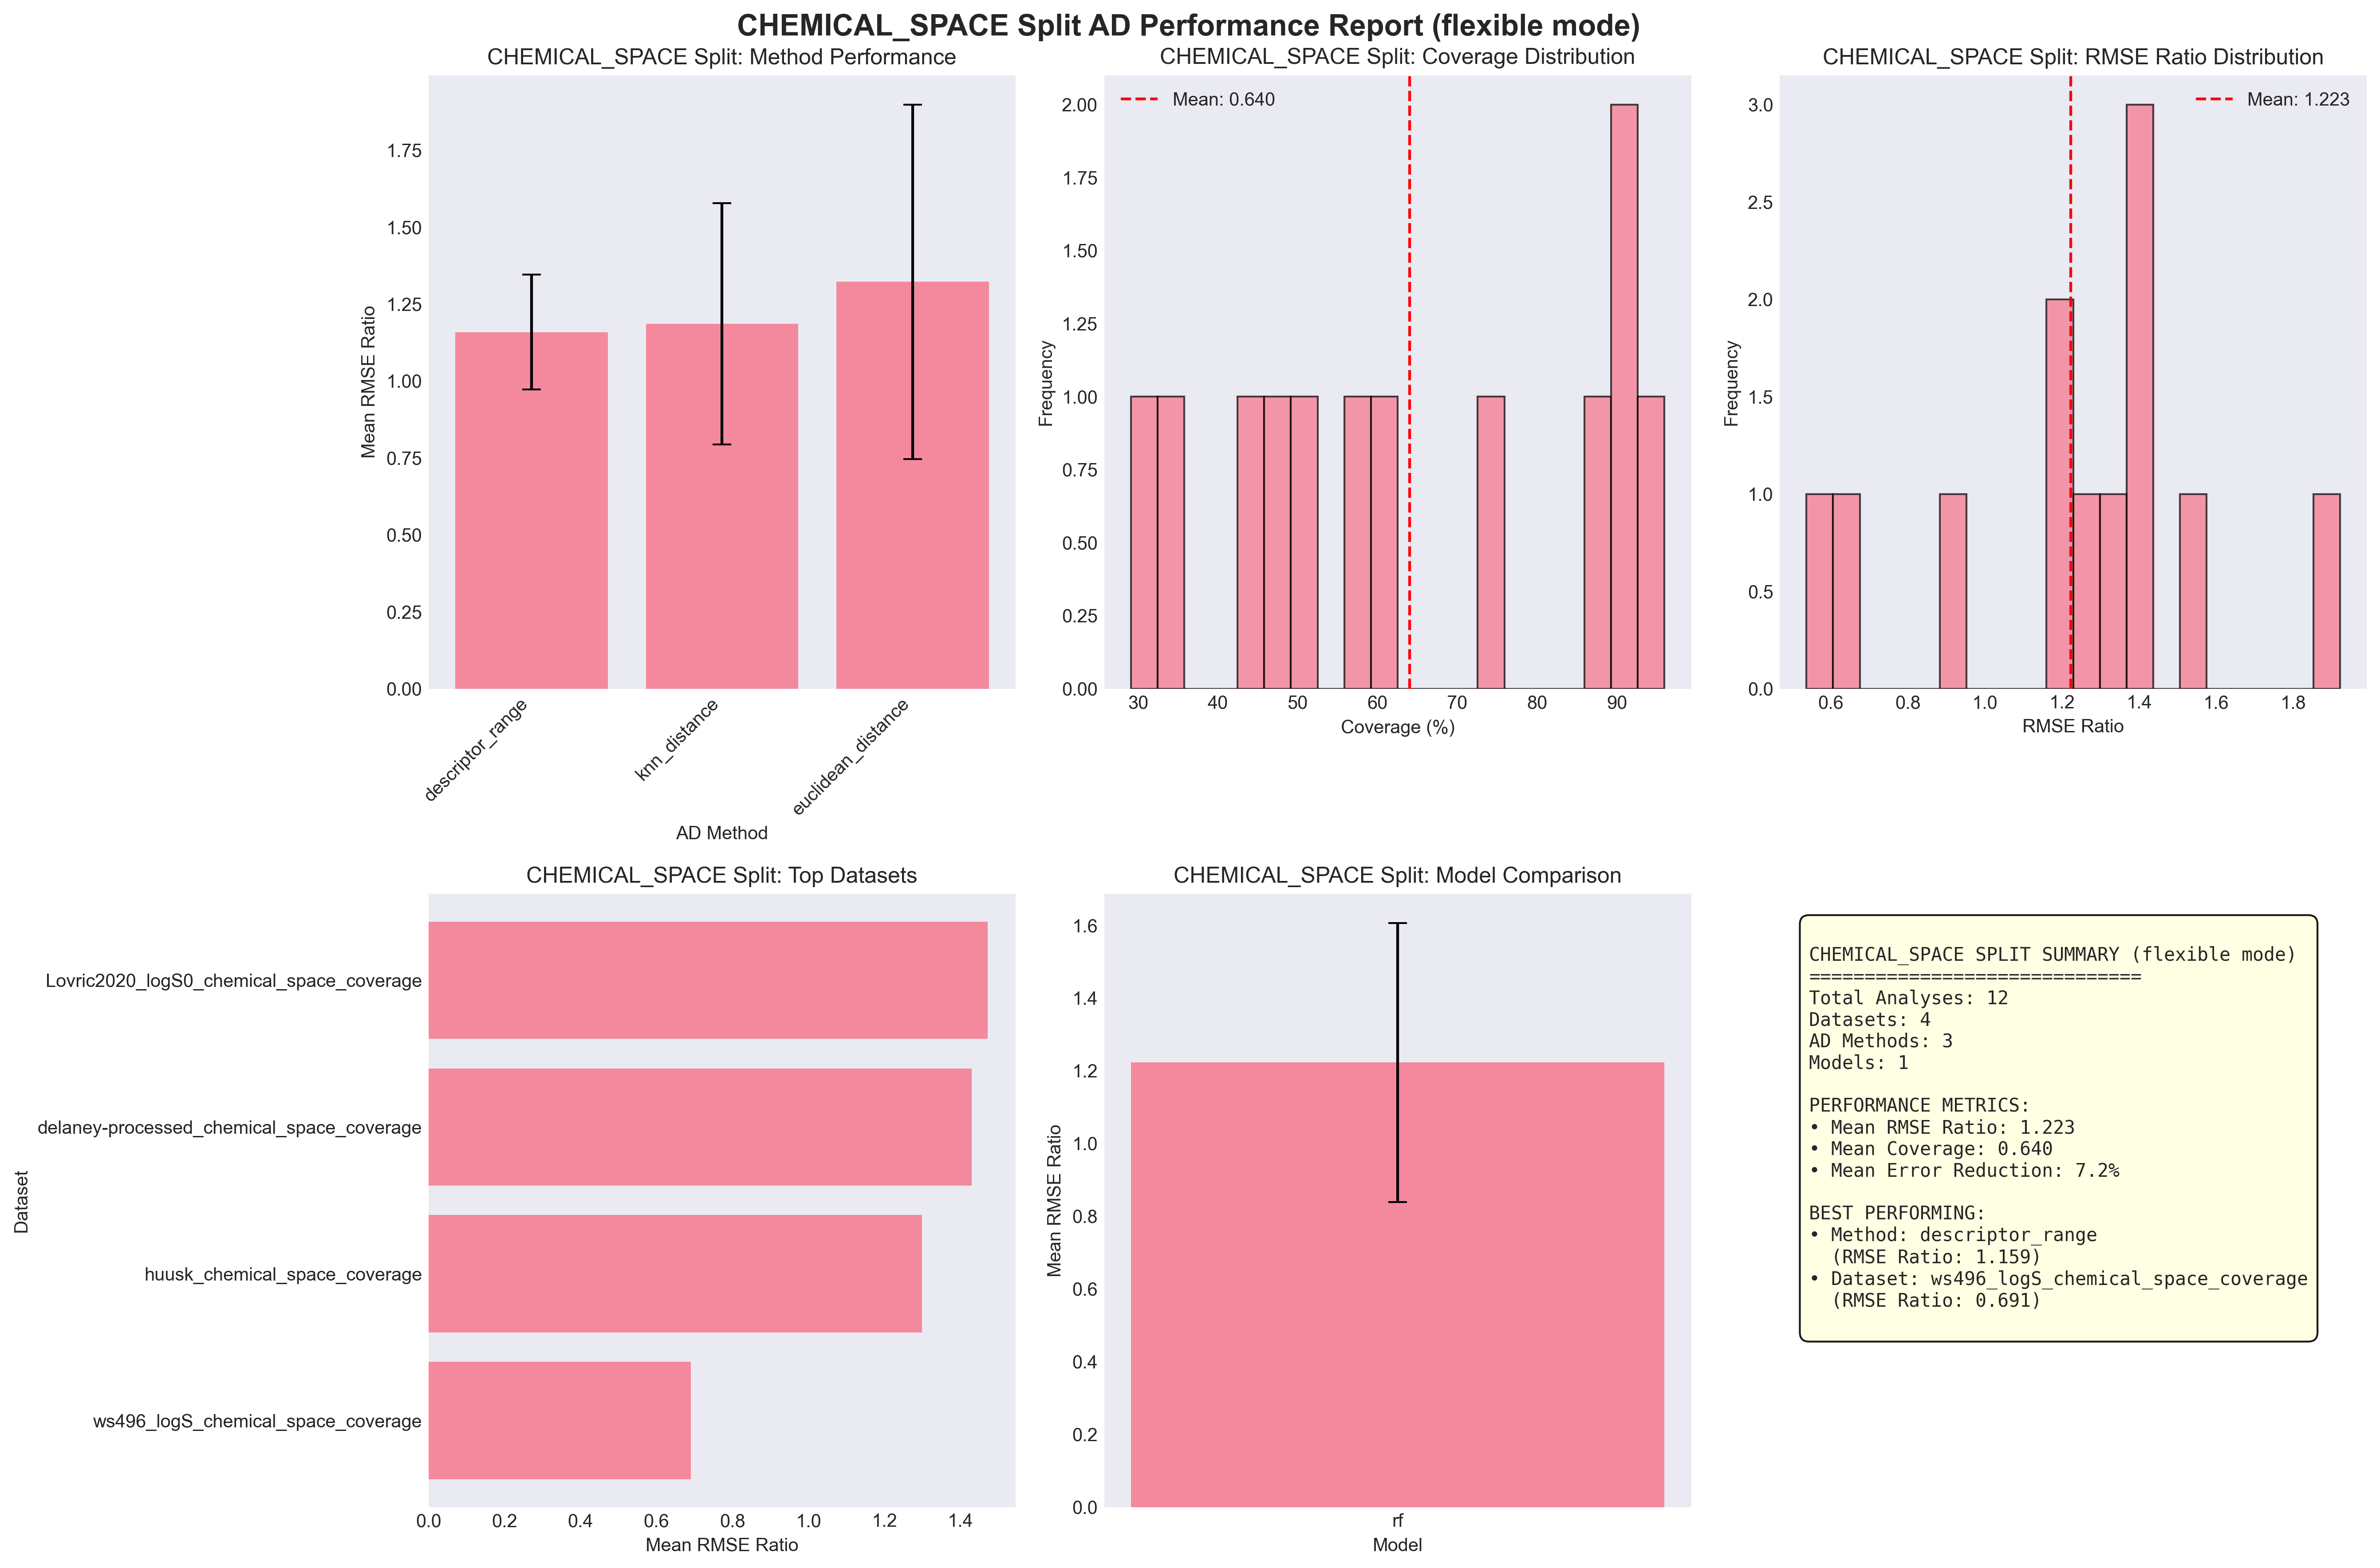 CHEMICAL_SPACE Split AD Performance Report (flexible mode)
CHEMICAL_SPACE Split: Method Performance
1.75
1.50
1.25
1.00
0.75
0.50
0.25
0.00
Mean RMSE Ratio
descriptor_range
knn_distance
euclidean_distance
AD Method
CHEMICAL_SPACE Split: Coverage Distribution
Mean: 0.640
2.00
1.75
1.50
1.25
1.00
0.75
0.50
0.25
0.00
Frequency
30 40 50 60 70 80 90
Coverage (%)
CHEMICAL_SPACE Split: RMSE Ratio Distribution
Mean: 1.223
3.0
2.5
2.0
1.5
1.0
0.5
0.0
Frequency
0.6 0.8 1.0 1.2 1.4 1.6 1.8
RMSE Ratio
CHEMICAL_SPACE Split: Top Datasets
Lovric2020_logS0_chemical_space_coverage
delaney-processed_chemical_space_coverage
huusk_chemical_space_coverage
ws496_logS_chemical_space_coverage
Dataset
0.0 0.2 0.4 0.6 0.8 1.0 1.2 1.4
Mean RMSE Ratio
CHEMICAL_SPACE Split: Model Comparison
1.6
1.4
1.2
1.0
0.8
0.6
0.4
0.2
0.0
Mean RMSE Ratio
rf
Model
CHEMICAL_SPACE SPLIT SUMMARY (flexible mode)
==============================
Total Analyses: 12
Datasets: 4
AD Methods: 3
Models: 1
PERFORMANCE METRICS:
• Mean RMSE Ratio: 1.223
• Mean Coverage: 0.640
• Mean Error Reduction: 7.2%
BEST PERFORMING:
• Method: descriptor_range
(RMSE Ratio: 1.159)
• Dataset: ws496_logS_chemical_space_coverage
(RMSE Ratio: 0.691)